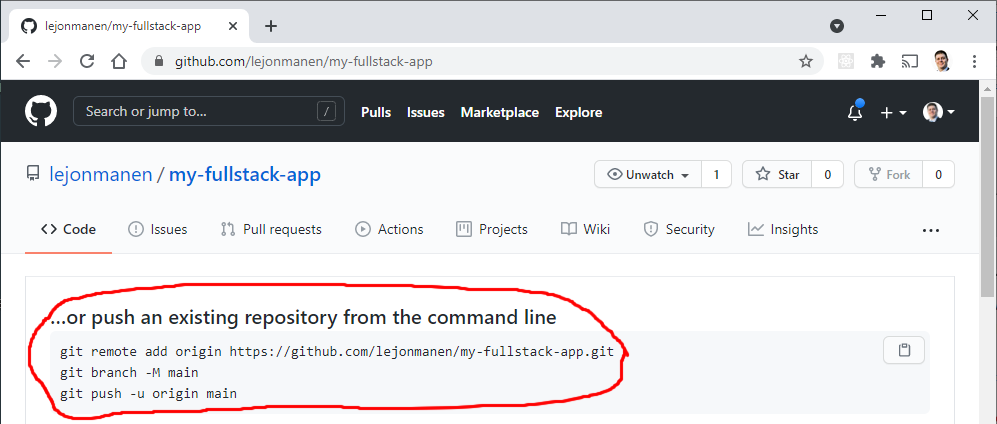 lejonmanen/my-fullstack-app
github.com/lejonmanen/my-fullstack-app
Search or jump to... / Pulls Issues Marketplace Explore
lejonmanen / my-fullstack-app Unwatch 1 Star 0 Fork 0
Code Issues Pull requests Actions Projects Wiki Security Insights
...or push an existing repository from the command line
git remote add origin https://github.com/lejonmanen/my-fullstack-app.git
git branch -M main
git push -u origin main